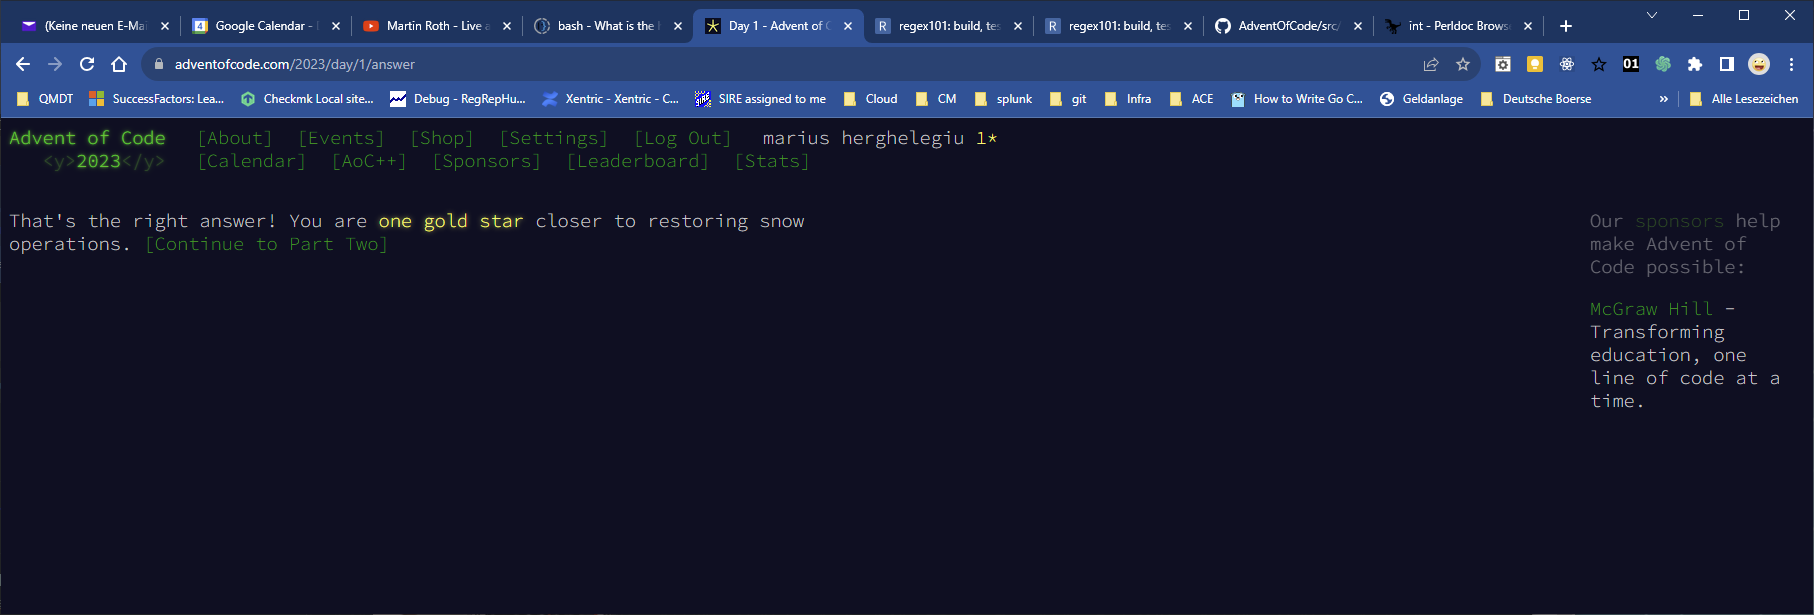 (Keine neuen E-Mai Google Calendar - Martin Roth - Live a bash - What is the Day 1 - Advent of C regex101: build, tes regex101: build, tes AdventOfCode/src/ int - Perldoc Browse
adventofcode.com/2023/day/1/answer 01
QMDT SuccessFactors: Lea... Checkmk Local site... Debug - RegRepHu... Xentric - Xentric - C... SIRE assigned to me Cloud CM splunk git Infra ACE How to Write Go C... Geldanlage Deutsche Boerse » Alle Lesezeichen
Advent of Code [About] [Events] [Shop] [Settings] [Log Out] marius herghelegiu 1*
<y>2023</y> [Calendar] [AoC++] [Sponsors] [Leaderboard] [Stats]
That's the right answer! You are one gold star closer to restoring snow
operations. [Continue to Part Two]
Our sponsors help
make Advent of
Code possible:
McGraw Hill -
Transforming
education, one
line of code at a
time.